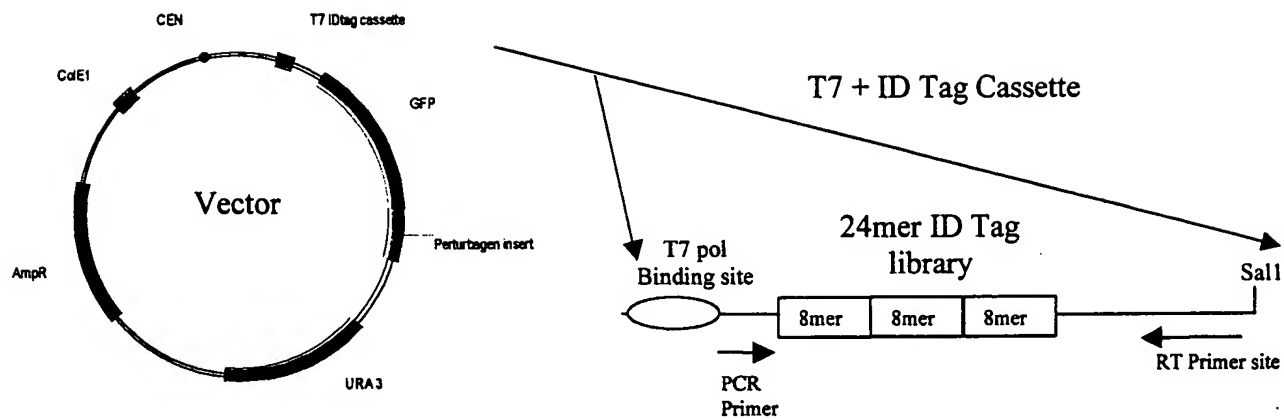 CEN
T7 IDtag cassette
ColE1
GFP
Vector
Perturbagen insert
AmpR
URA3
T7 + ID Tag Cassette
24mer ID Tag
library
T7 pol
Binding site
Sal1
8mer
8mer
8mer
RT Primer site
PCR
Primer